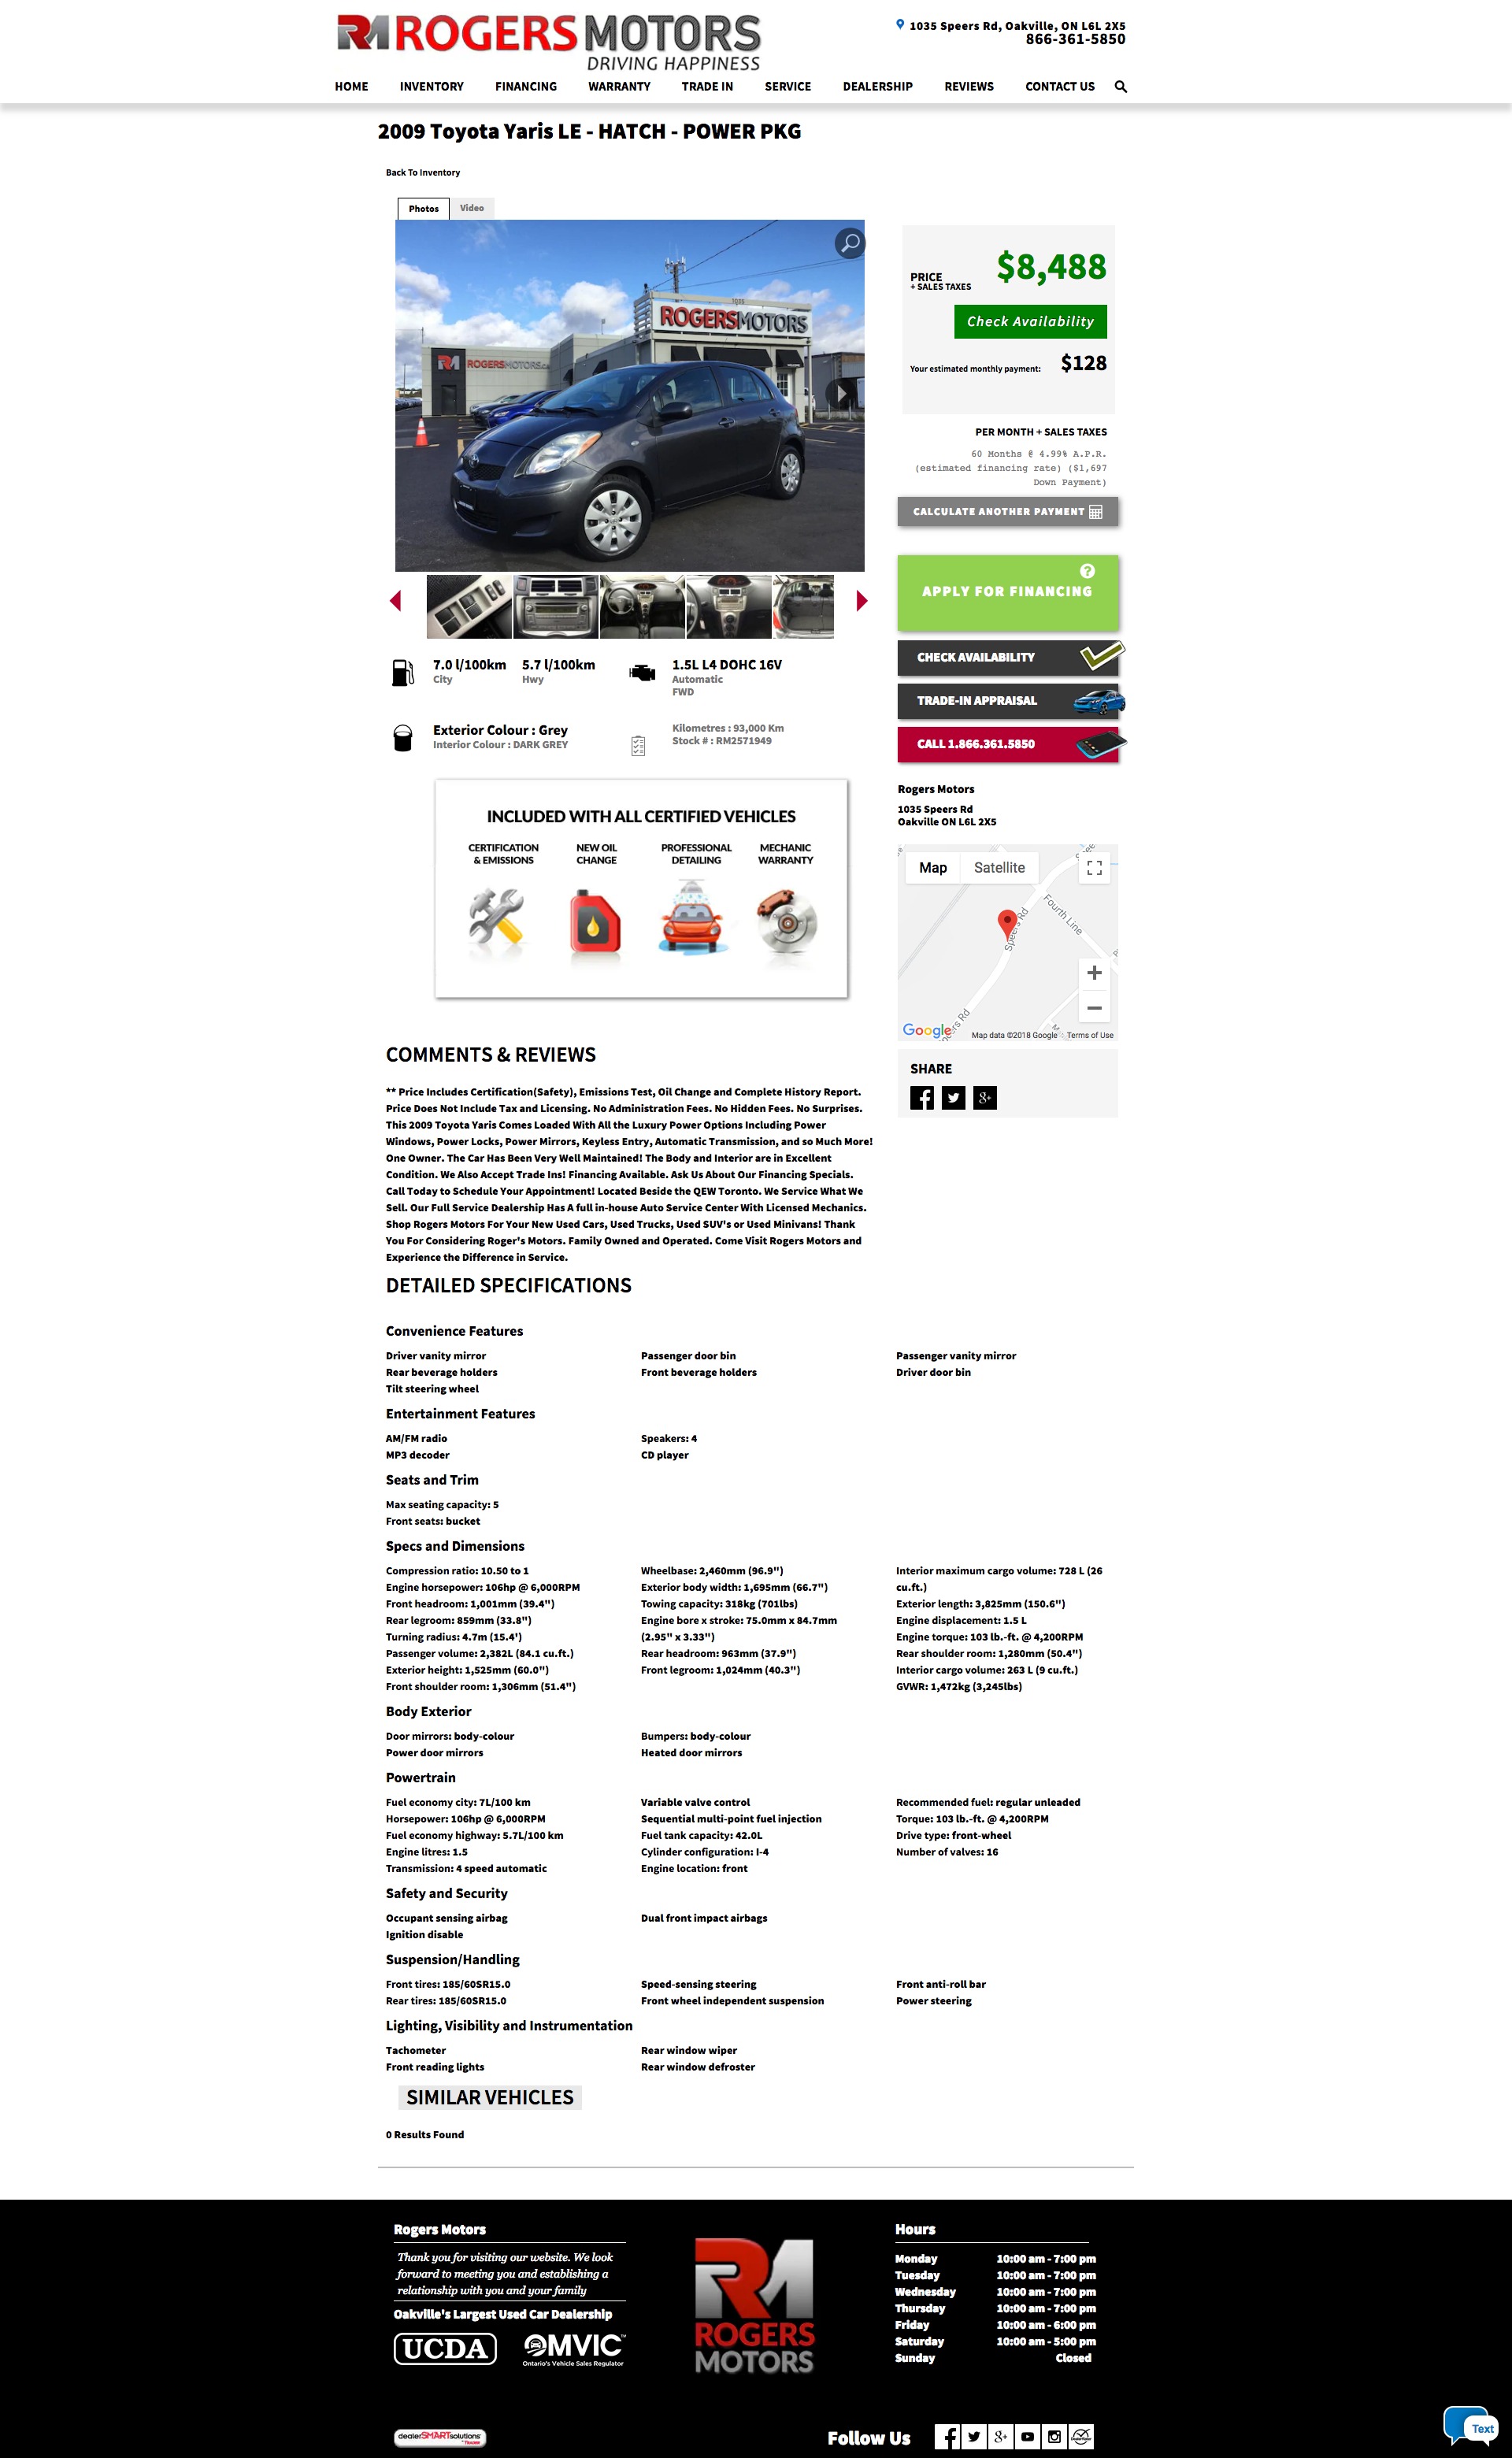 RM ROGERSMOTORS
DRIVING HAPPINESS
1035 Speers Rd, Oakville, ON L6L 2X5
866-361-5850
HOME INVENTORY FINANCING WARRANTY TRADE IN SERVICE DEALERSHIP REVIEWS CONTACT US
2009 Toyota Yaris LE - HATCH - POWER PKG
Back To Inventory
Photos Video
1035
ROGERSMOTORS
RM ROGERSMOTORS
PRICE
+ SALES TAXES
$8,488
Check Availability
Your estimated monthly payment: $128
PER MONTH + SALES TAXES
60 Months @ 4.99% A.P.R.
(estimated financing rate) ($1,697
Down Payment)
CALCULATE ANOTHER PAYMENT
?
APPLY FOR FINANCING
CHECK AVAILABILITY
TRADE-IN APPRAISAL
CALL 1.866.361.5850
7.0 l/100km 5.7 l/100km 1.5L L4 DOHC 16V
City Hwy Automatic
FWD
Exterior Colour : Grey
Interior Colour : DARK GREY
Kilometres : 93,000 Km
Stock # : RM2571949
INCLUDED WITH ALL CERTIFIED VEHICLES
CERTIFICATION NEW OIL PROFESSIONAL MECHANIC
& EMISSIONS CHANGE DETAILING WARRANTY
Rogers Motors
1035 Speers Rd
Oakville ON L6L 2X5
Map Satellite
Fourth Line
Speers Rd
+
−
Google
Map data ©2018 Google Terms of Use
SHARE
COMMENTS & REVIEWS
** Price Includes Certification(Safety), Emissions Test, Oil Change and Complete History Report.
Price Does Not Include Tax and Licensing. No Administration Fees. No Hidden Fees. No Surprises.
This 2009 Toyota Yaris Comes Loaded With All the Luxury Power Options Including Power
Windows, Power Locks, Power Mirrors, Keyless Entry, Automatic Transmission, and so Much More!
One Owner. The Car Has Been Very Well Maintained! The Body and Interior are in Excellent
Condition. We Also Accept Trade Ins! Financing Available. Ask Us About Our Financing Specials.
Call Today to Schedule Your Appointment! Located Beside the QEW Toronto. We Service What We
Sell. Our Full Service Dealership Has A full in-house Auto Service Center With Licensed Mechanics.
Shop Rogers Motors For Your New Used Cars, Used Trucks, Used SUV's or Used Minivans! Thank
You For Considering Roger's Motors. Family Owned and Operated. Come Visit Rogers Motors and
Experience the Difference in Service.
DETAILED SPECIFICATIONS
Convenience Features
Driver vanity mirror Passenger door bin Passenger vanity mirror
Rear beverage holders Front beverage holders Driver door bin
Tilt steering wheel
Entertainment Features
AM/FM radio Speakers: 4
MP3 decoder CD player
Seats and Trim
Max seating capacity: 5
Front seats: bucket
Specs and Dimensions
Compression ratio: 10.50 to 1 Wheelbase: 2,460mm (96.9") Interior maximum cargo volume: 728 L (26
Engine horsepower: 106hp @ 6,000RPM Exterior body width: 1,695mm (66.7") cu.ft.)
Front headroom: 1,001mm (39.4") Towing capacity: 318kg (701lbs) Exterior length: 3,825mm (150.6")
Rear legroom: 859mm (33.8") Engine bore x stroke: 75.0mm x 84.7mm Engine displacement: 1.5 L
Turning radius: 4.7m (15.4') (2.95" x 3.33") Engine torque: 103 lb.-ft. @ 4,200RPM
Passenger volume: 2,382L (84.1 cu.ft.) Rear headroom: 963mm (37.9") Rear shoulder room: 1,280mm (50.4")
Exterior height: 1,525mm (60.0") Front legroom: 1,024mm (40.3") Interior cargo volume: 263 L (9 cu.ft.)
Front shoulder room: 1,306mm (51.4") GVWR: 1,472kg (3,245lbs)
Body Exterior
Door mirrors: body-colour Bumpers: body-colour
Power door mirrors Heated door mirrors
Powertrain
Fuel economy city: 7L/100 km Variable valve control Recommended fuel: regular unleaded
Horsepower: 106hp @ 6,000RPM Sequential multi-point fuel injection Torque: 103 lb.-ft. @ 4,200RPM
Fuel economy highway: 5.7L/100 km Fuel tank capacity: 42.0L Drive type: front-wheel
Engine litres: 1.5 Cylinder configuration: I-4 Number of valves: 16
Transmission: 4 speed automatic Engine location: front
Safety and Security
Occupant sensing airbag Dual front impact airbags
Ignition disable
Suspension/Handling
Front tires: 185/60SR15.0 Speed-sensing steering Front anti-roll bar
Rear tires: 185/60SR15.0 Front wheel independent suspension Power steering
Lighting, Visibility and Instrumentation
Tachometer Rear window wiper
Front reading lights Rear window defroster
SIMILAR VEHICLES
0 Results Found
Rogers Motors
Thank you for visiting our website. We look
forward to meeting you and establishing a
relationship with you and your family
Oakville's Largest Used Car Dealership
UCDA OMVIC™
Ontario's Vehicle Sales Regulator
RM
ROGERS
MOTORS
Hours
Monday 10:00 am - 7:00 pm
Tuesday 10:00 am - 7:00 pm
Wednesday 10:00 am - 7:00 pm
Thursday 10:00 am - 7:00 pm
Friday 10:00 am - 6:00 pm
Saturday 10:00 am - 5:00 pm
Sunday Closed
dealerSMARTsolutions
Follow Us
Text